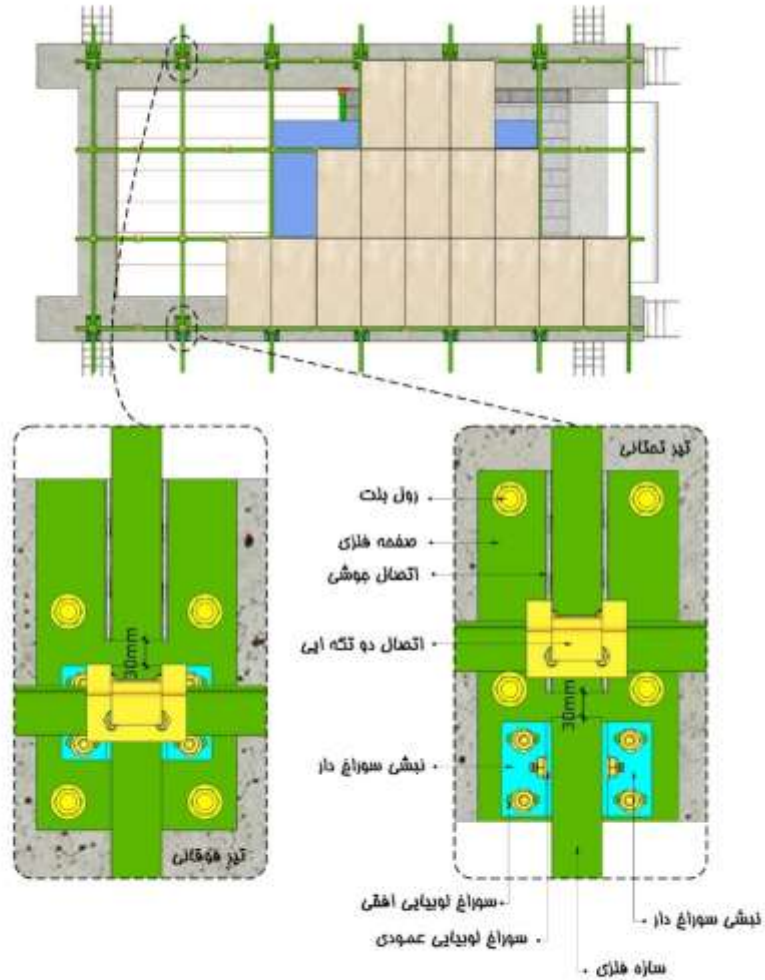 تیر تحتانی
رول بلت
صفحه فلزی
اتصال جوشی
اتصال دو تکه ایی
30mm
30mm
نبشی سوراخ دار
تیر فوقانی
سوراخ لوبیایی افقی
نبشی سوراخ دار
سوراخ لوبیایی عمودی
سازه فلزی